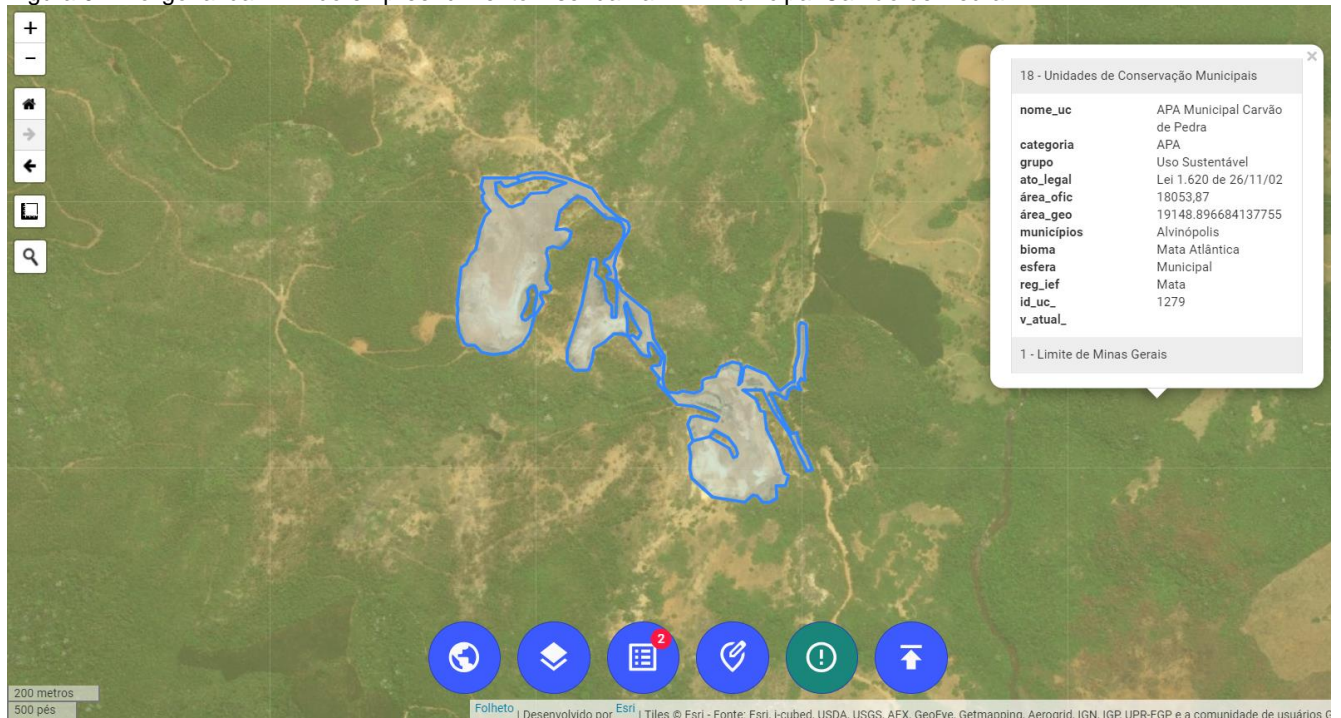 +
−
18 - Unidades de Conservação Municipais
nome_uc APA Municipal Carvão
de Pedra
categoria APA
grupo Uso Sustentável
ato_legal Lei 1.620 de 26/11/02
área_ofic 18053,87
área_geo 19148.896684137755
municípios Alvinópolis
bioma Mata Atlântica
esfera Municipal
reg_ief Mata
id_uc_ 1279
v_atual_
1 - Limite de Minas Gerais
2
200 metros
500 pés
Folheto | Desenvolvido por Esri | Tiles © Esri - Fonte: Esri, i-cubed, USDA, USGS, AEX, GeoEye, Getmapping, Aerogrid, IGN, IGP, UPR-EGP e a comunidade de usuários G